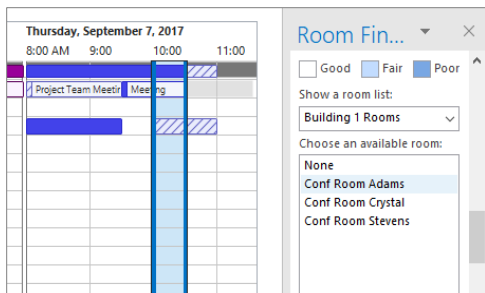 Thursday, September 7, 2017
8:00 AM 9:00 10:00 11:00
Project Team Meetir Meeting
Room Fin...
Good Fair Poor
Show a room list:
Building 1 Rooms
Choose an available room:
None
Conf Room Adams
Conf Room Crystal
Conf Room Stevens